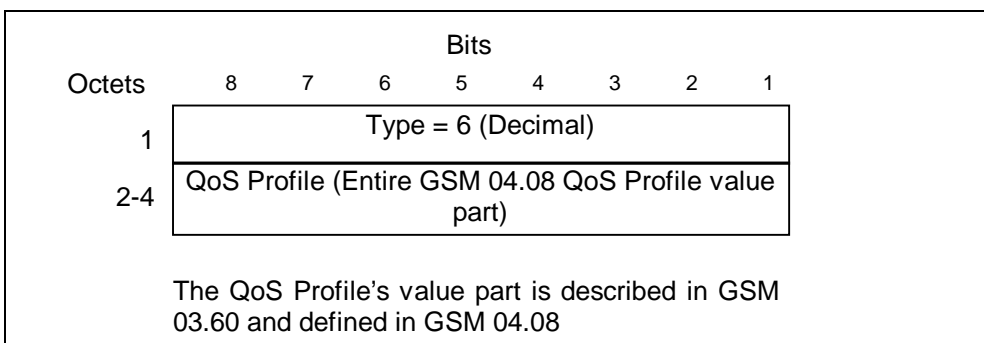 Bits
Octets 8 7 6 5 4 3 2 1
1 Type = 6 (Decimal)
2-4 QoS Profile (Entire GSM 04.08 QoS Profile value
part)
The QoS Profile's value part is described in GSM
03.60 and defined in GSM 04.08